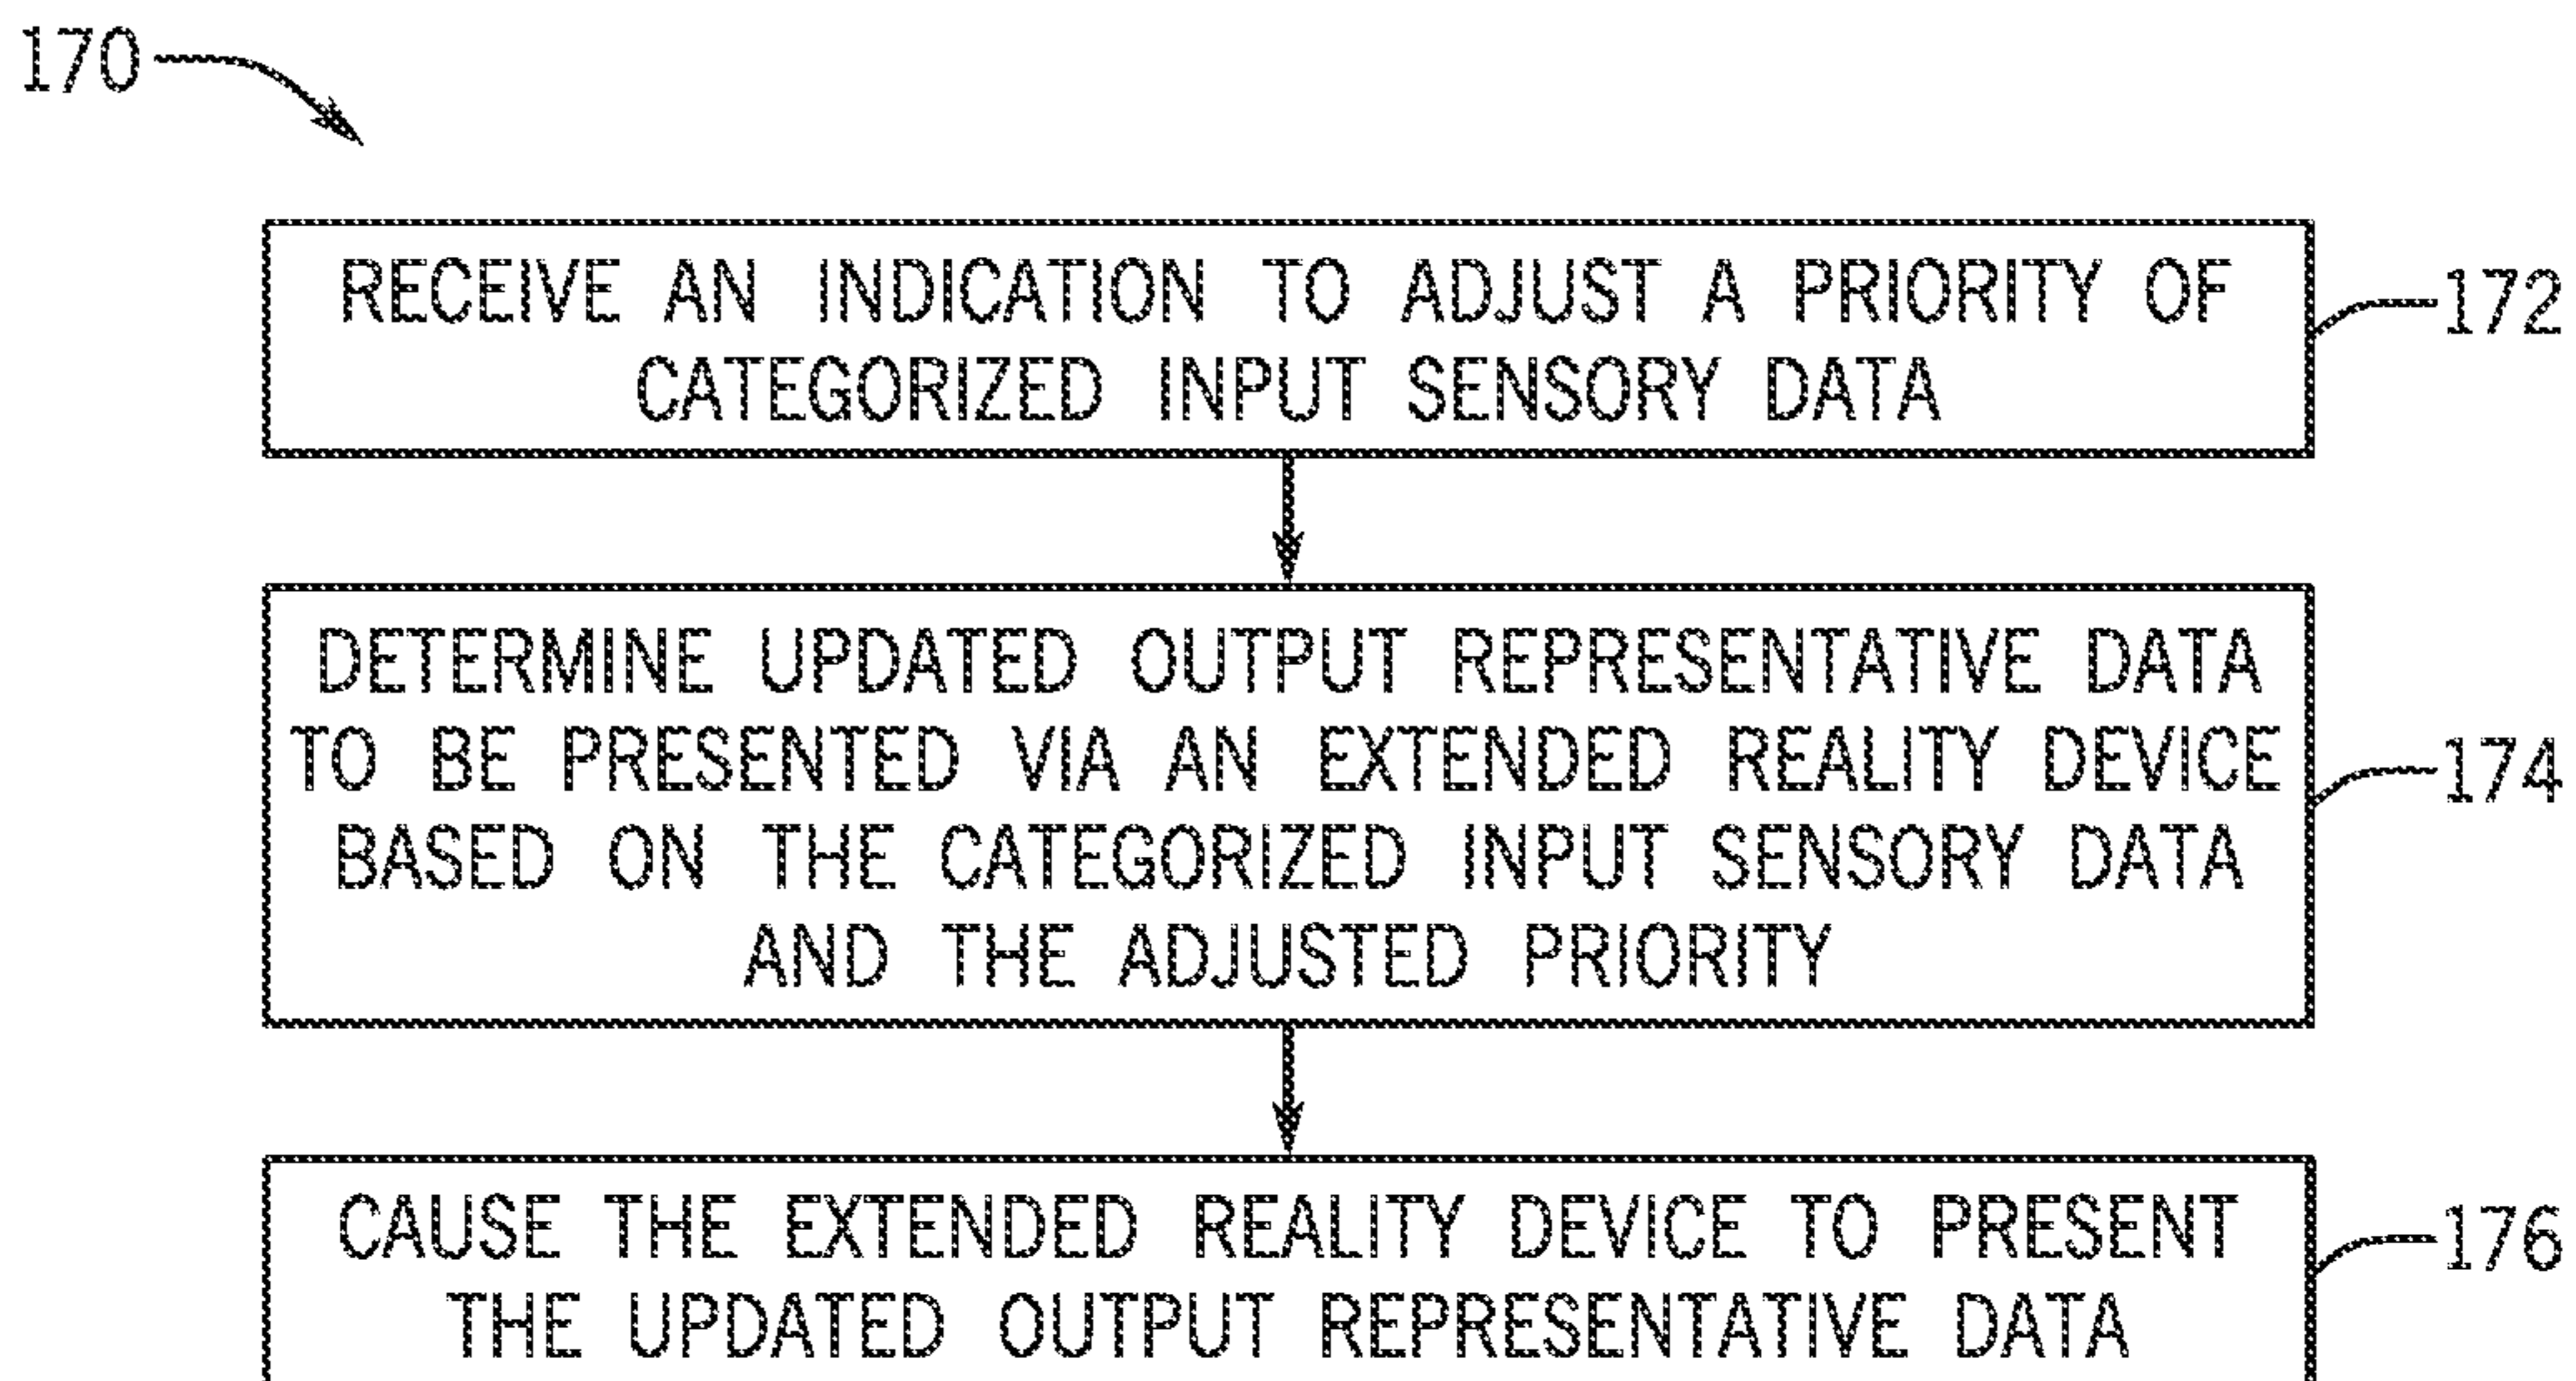 170
RECEIVE AN INDICATION TO ADJUST A PRIORITY OF
CATEGORIZED INPUT SENSORY DATA
172
DETERMINE UPDATED OUTPUT REPRESENTATIVE DATA
TO BE PRESENTED VIA AN EXTENDED REALITY DEVICE
BASED ON THE CATEGORIZED INPUT SENSORY DATA
AND THE ADJUSTED PRIORITY
174
CAUSE THE EXTENDED REALITY DEVICE TO PRESENT
THE UPDATED OUTPUT REPRESENTATIVE DATA
176